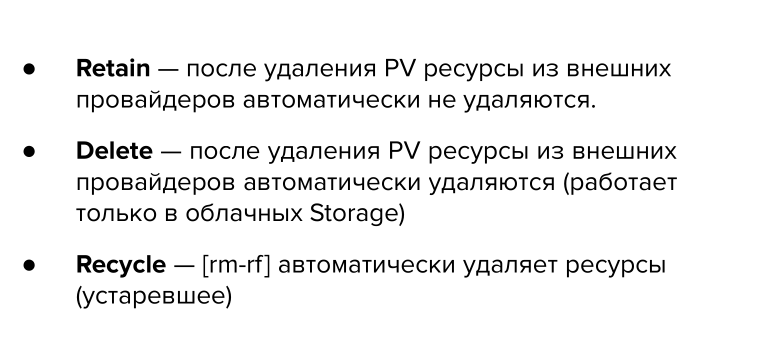 ● Retain — после удаления PV ресурсы из внешних
провайдеров автоматически не удаляются.
● Delete — после удаления PV ресурсы из внешних
провайдеров автоматически удаляются (работает
только в облачных Storage)
● Recycle — [rm-rf] автоматически удаляет ресурсы
(устаревшее)